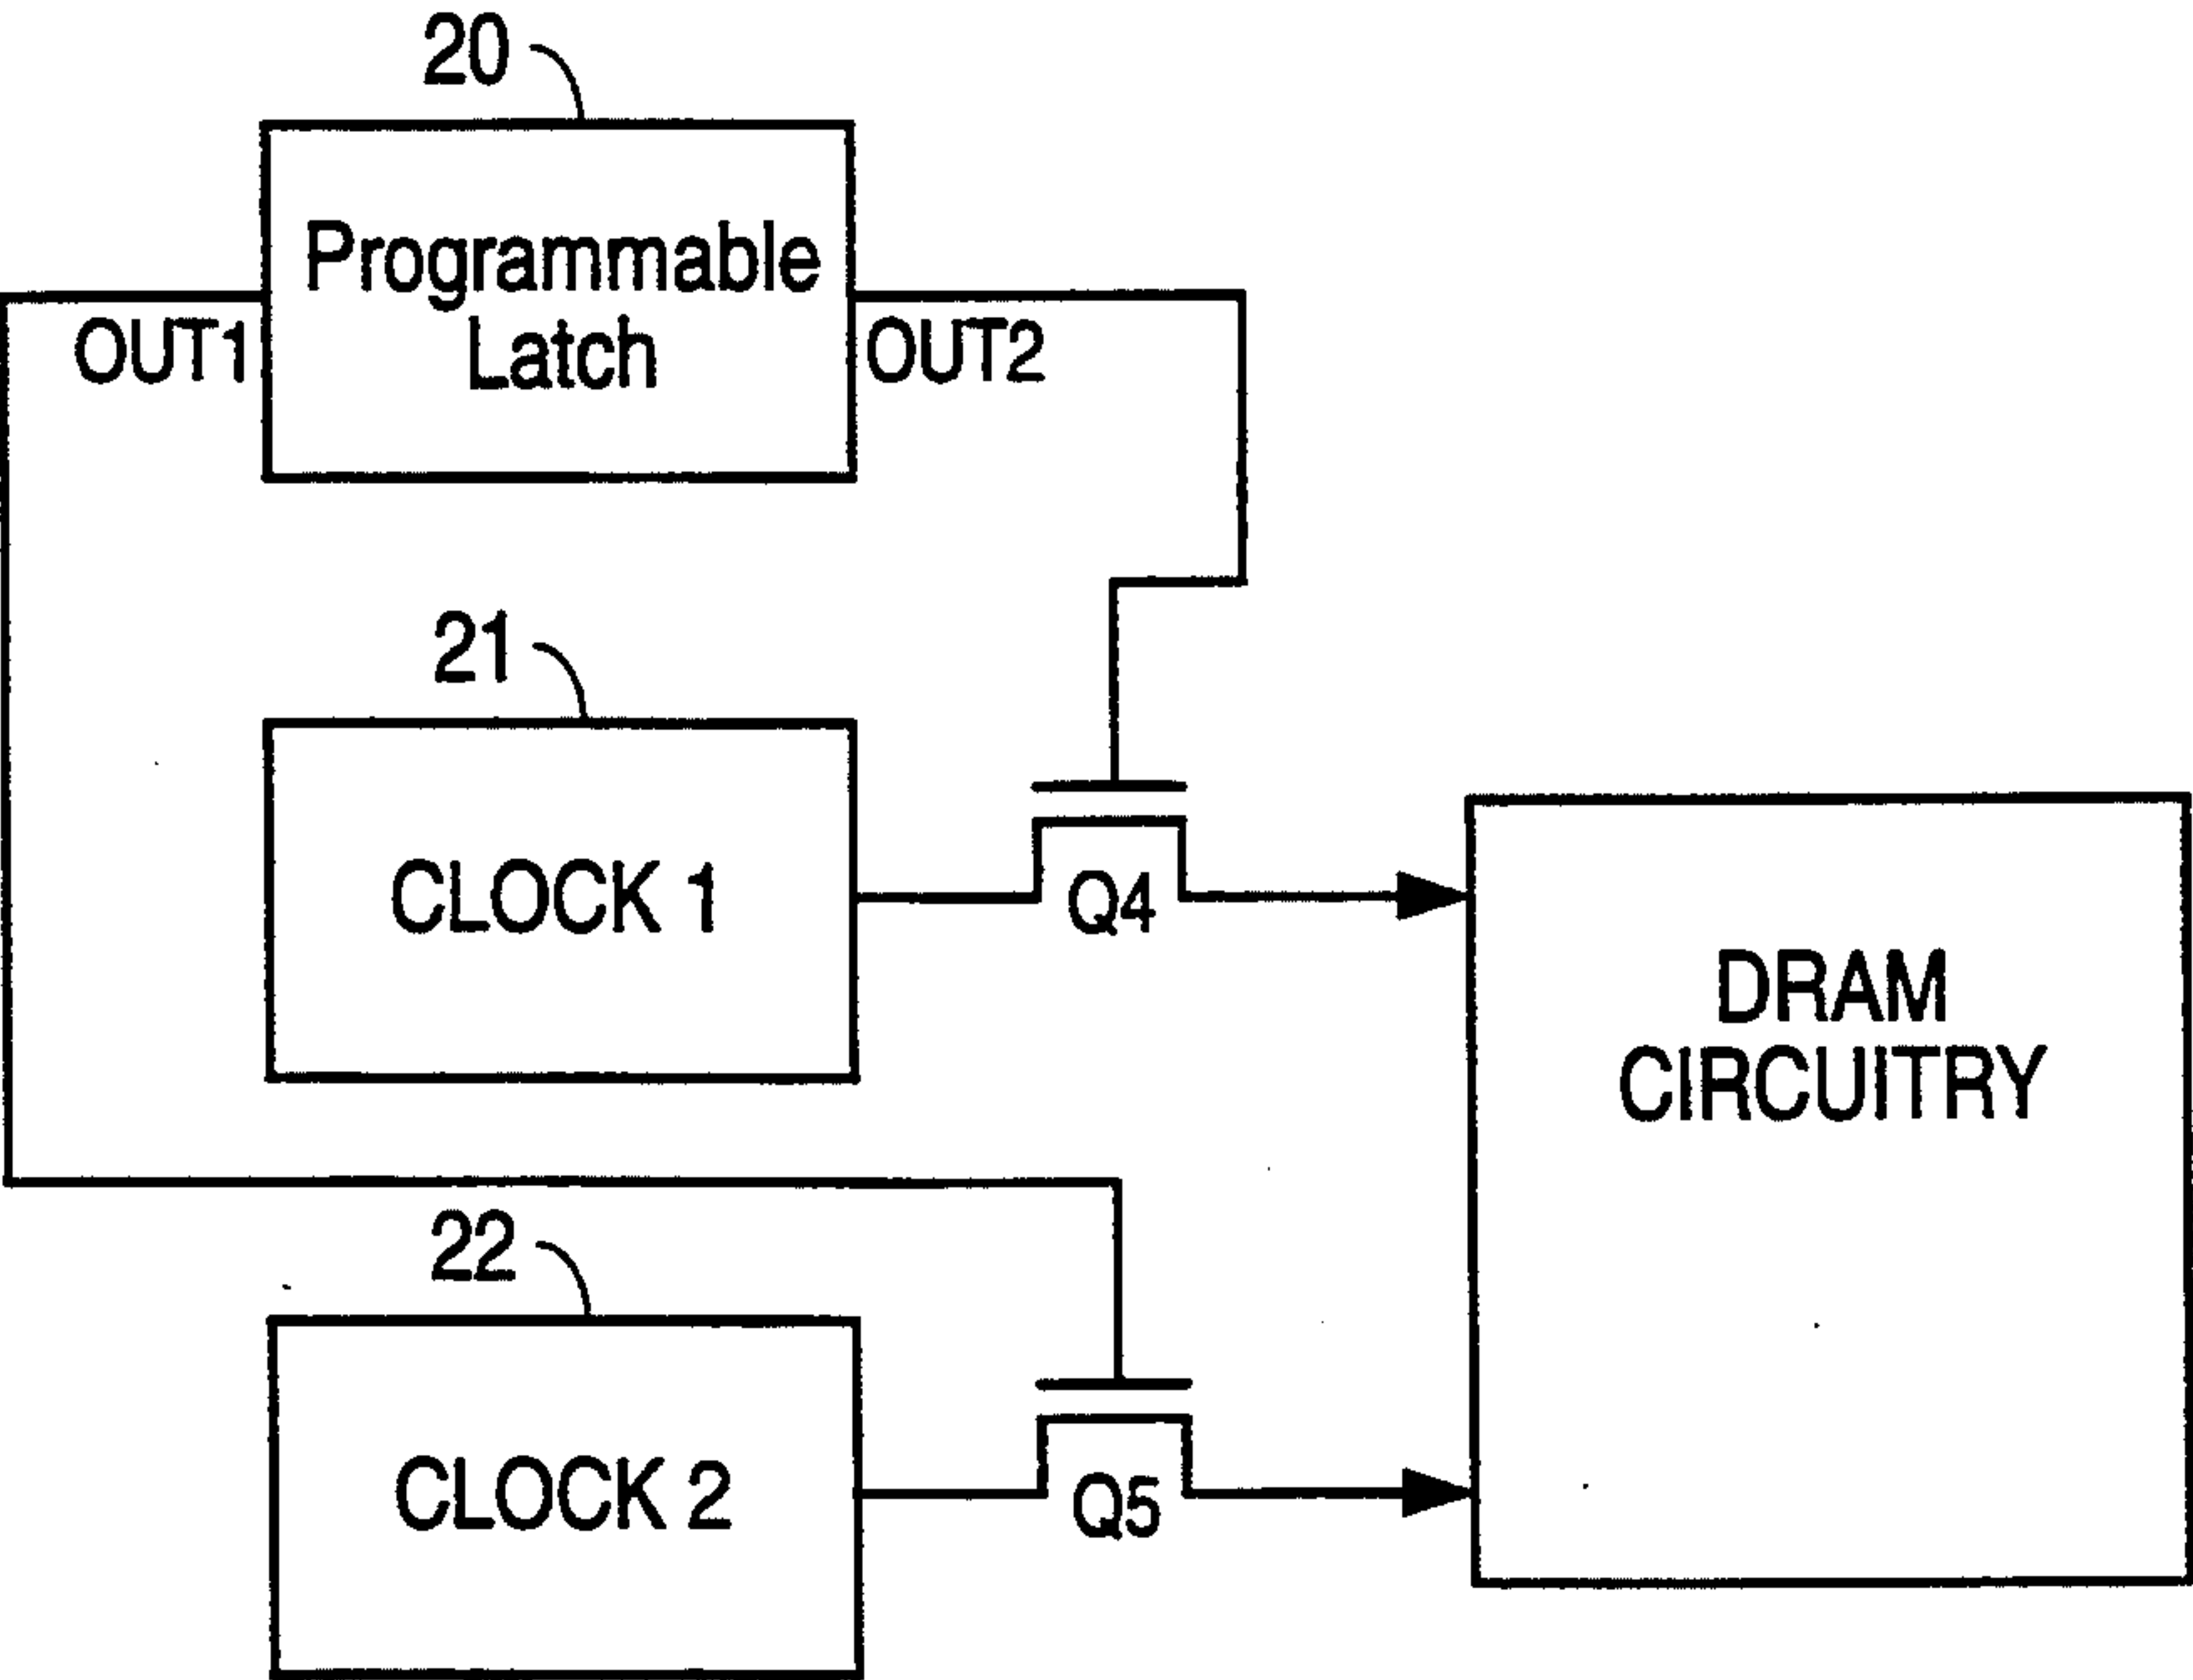 20
Programmable
Latch
OUT1
OUT2
21
CLOCK 1
Q4
DRAM
CIRCUITRY
22
CLOCK 2
Q5